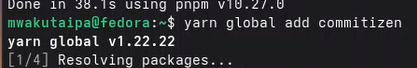 Done in 38.1s using pnpm v10.27.0
mwakutaipa@fedora:~$ yarn global add commitizen
yarn global v1.22.22
[1/4] Resolving packages...